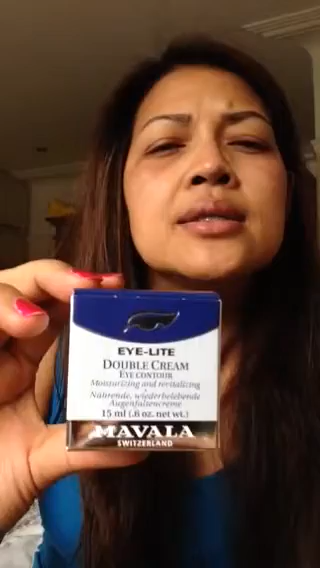 EYE-LITE
DOUBLE CREAM
EYE CONTOUR
Moisturizing and revitalizing
Nährende, wiederbelebende
Augenfaltencreme
15 ml (.6 oz. net wt.)
MAVALA
SWITZERLAND